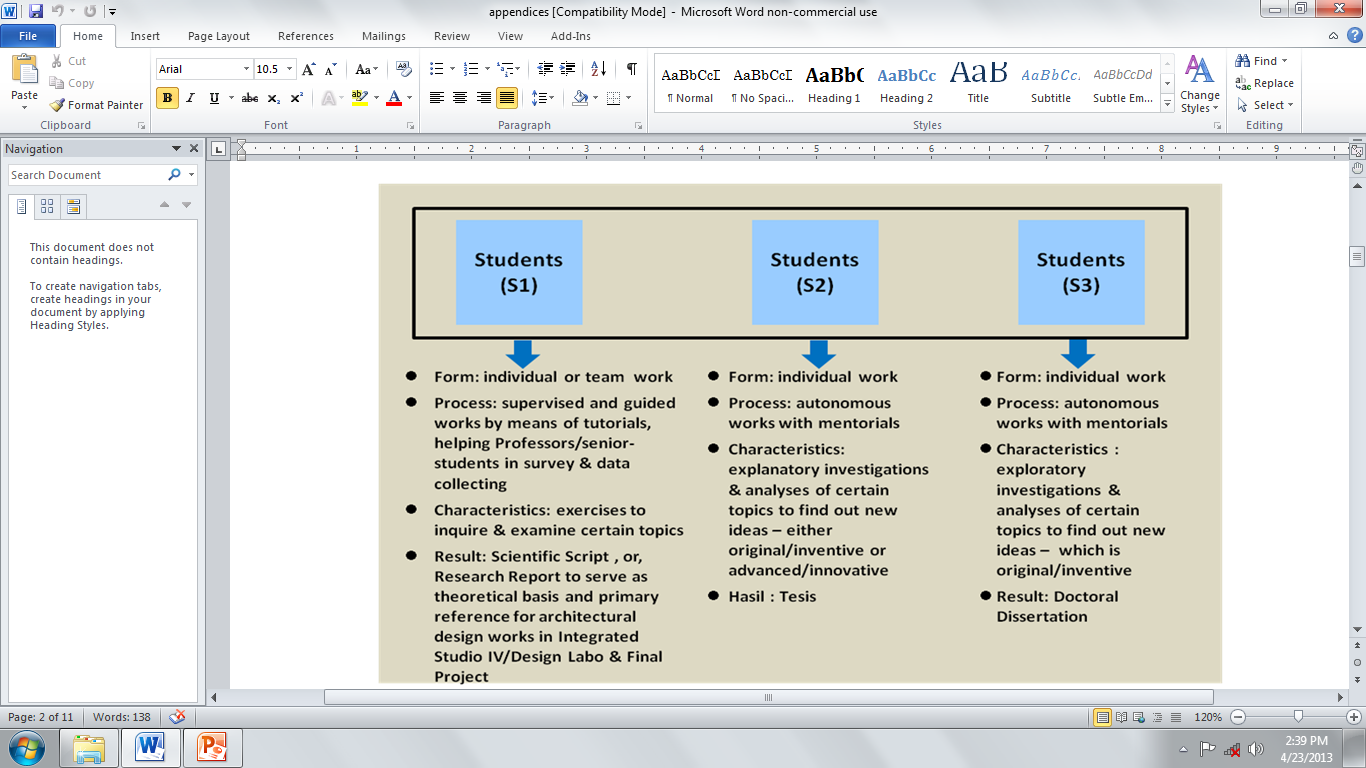 appendices [Compatibility Mode] - Microsoft Word non-commercial use
File Home Insert Page Layout References Mailings Review View Add-Ins
Paste
Cut
Copy
Format Painter
Clipboard
Arial 10.5
Font
Paragraph
AaBbCcI AaBbCcI AaBb( AaBbCc AaB AaBbCc. AaBbCcDd
¶ Normal ¶ No Spaci... Heading 1 Heading 2 Title Subtitle Subtle Em...
Change
Styles
Styles
Find
Replace
Select
Editing
Navigation
Search Document
This document does not
contain headings.
To create navigation tabs,
create headings in your
document by applying
Heading Styles.
1 2 3 4 5 6 7 8 9
Students
(S1)
Students
(S2)
Students
(S3)
Form: individual or team work
Process: supervised and guided
works by means of tutorials,
helping Professors/senior-
students in survey & data
collecting
Characteristics: exercises to
inquire & examine certain topics
Result: Scientific Script , or,
Research Report to serve as
theoretical basis and primary
reference for architectural
design works in Integrated
Studio IV/Design Labo & Final
Project
Form: individual work
Process: autonomous
works with mentorials
Characteristics:
explanatory investigations
& analyses of certain
topics to find out new
ideas – either
original/inventive or
advanced/innovative
Hasil : Tesis
Form: individual work
Process: autonomous
works with mentorials
Characteristics :
exploratory
investigations &
analyses of certain
topics to find out new
ideas – which is
original/inventive
Result: Doctoral
Dissertation
Page: 2 of 11 Words: 138
120%
2:39 PM
4/23/2013